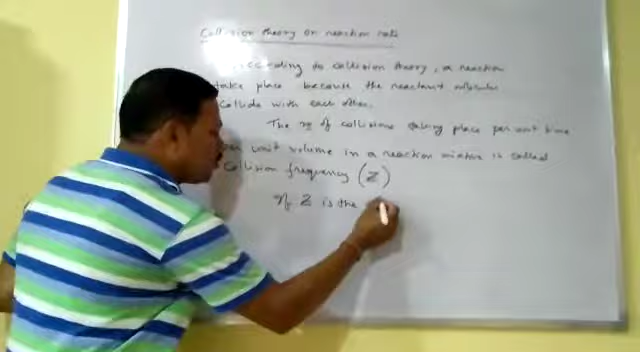 Collision theory on reaction rate
According to collision theory, a reaction
take place because the reactant molecules
collide with each other.
The no of collisions taking place per unit time
per unit volume in a reaction mixture is called
Collision frequency (Z)
If Z is the